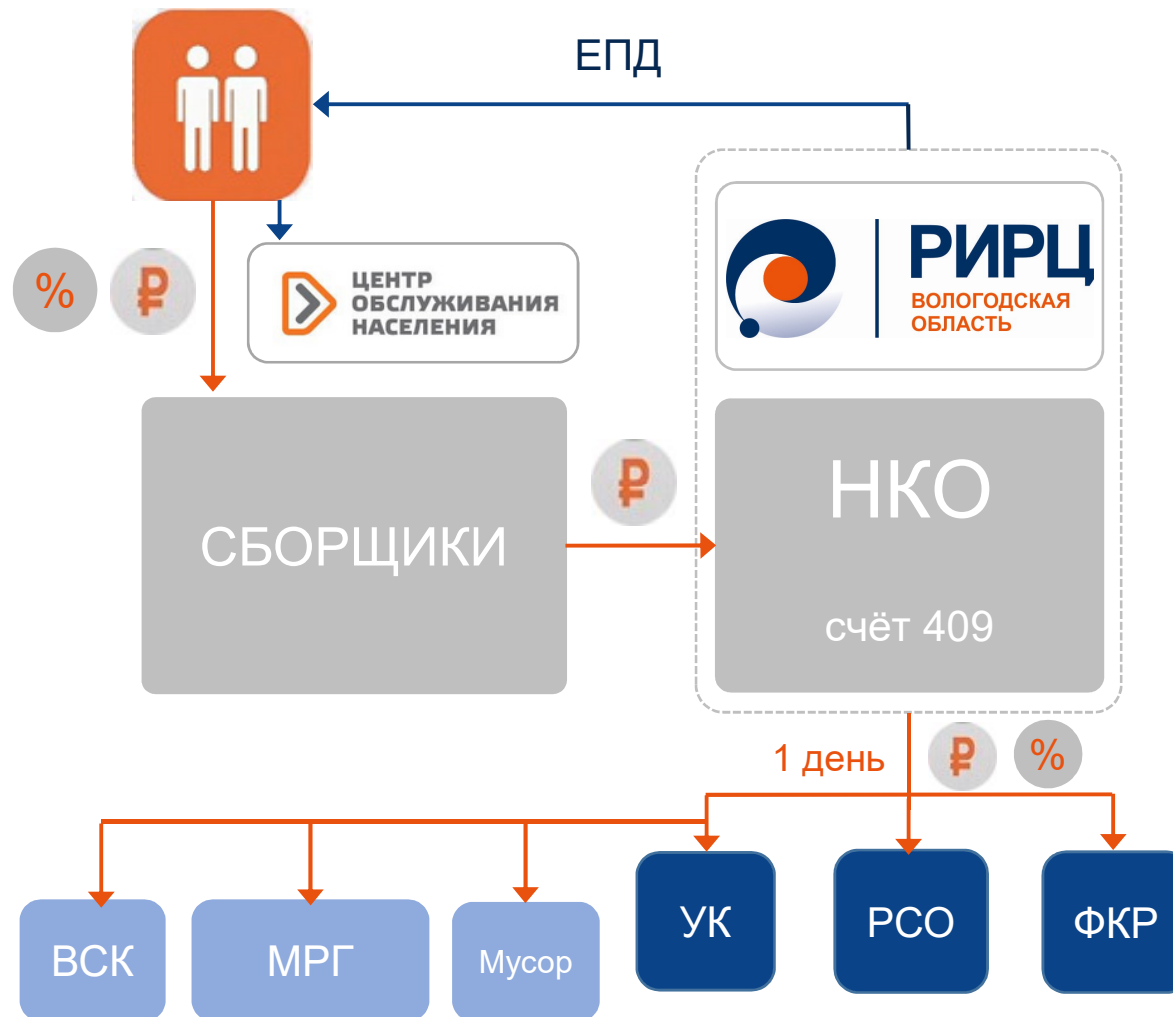 ЕПД
%
₽
ЦЕНТР
ОБСЛУЖИВАНИЯ
НАСЕЛЕНИЯ
РИРЦ
ВОЛОГОДСКАЯ
ОБЛАСТЬ
СБОРЩИКИ
₽
НКО
счёт 409
1 день
₽
%
ВСК
МРГ
Мусор
УК
РСО
ФКР